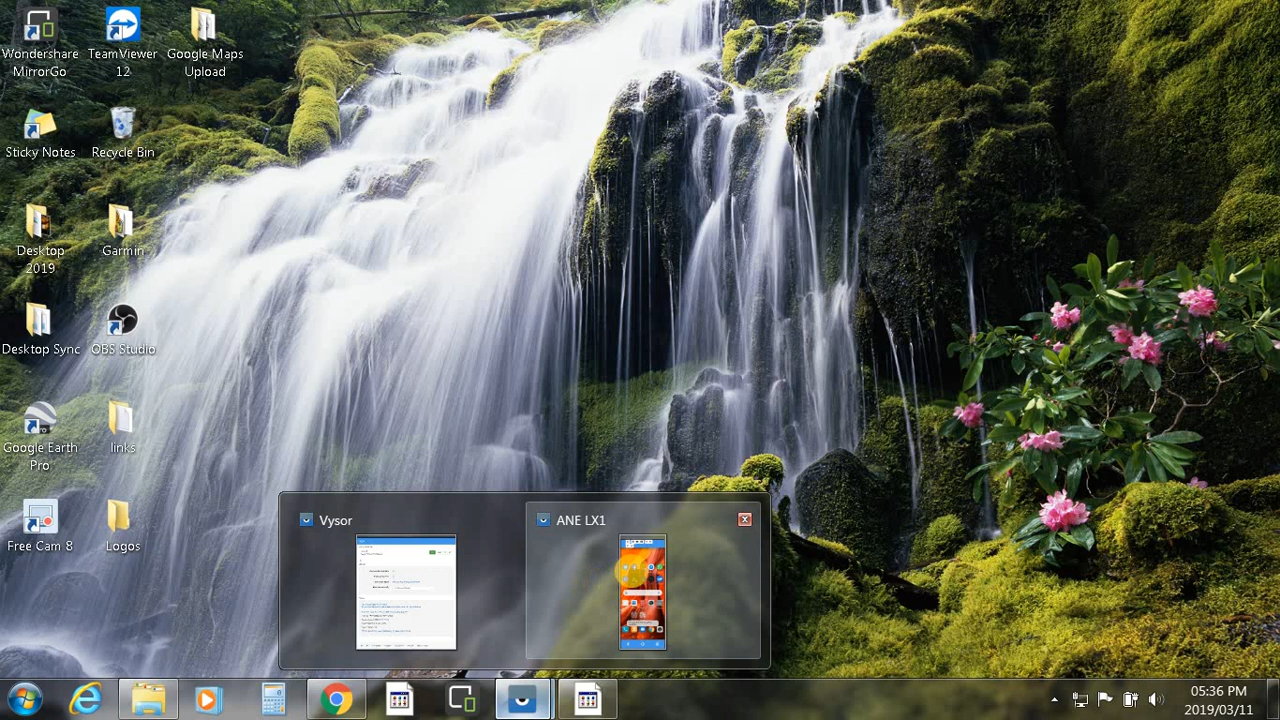 Wondershare
MirrorGo
TeamViewer
12
Google Maps
Upload
Sticky Notes
Recycle Bin
Desktop
2019
Garmin
Desktop Sync
OBS Studio
Google Earth
Pro
links
Free Cam 8
Logos
Vysor
ANE LX1
05:36 PM
2019/03/11